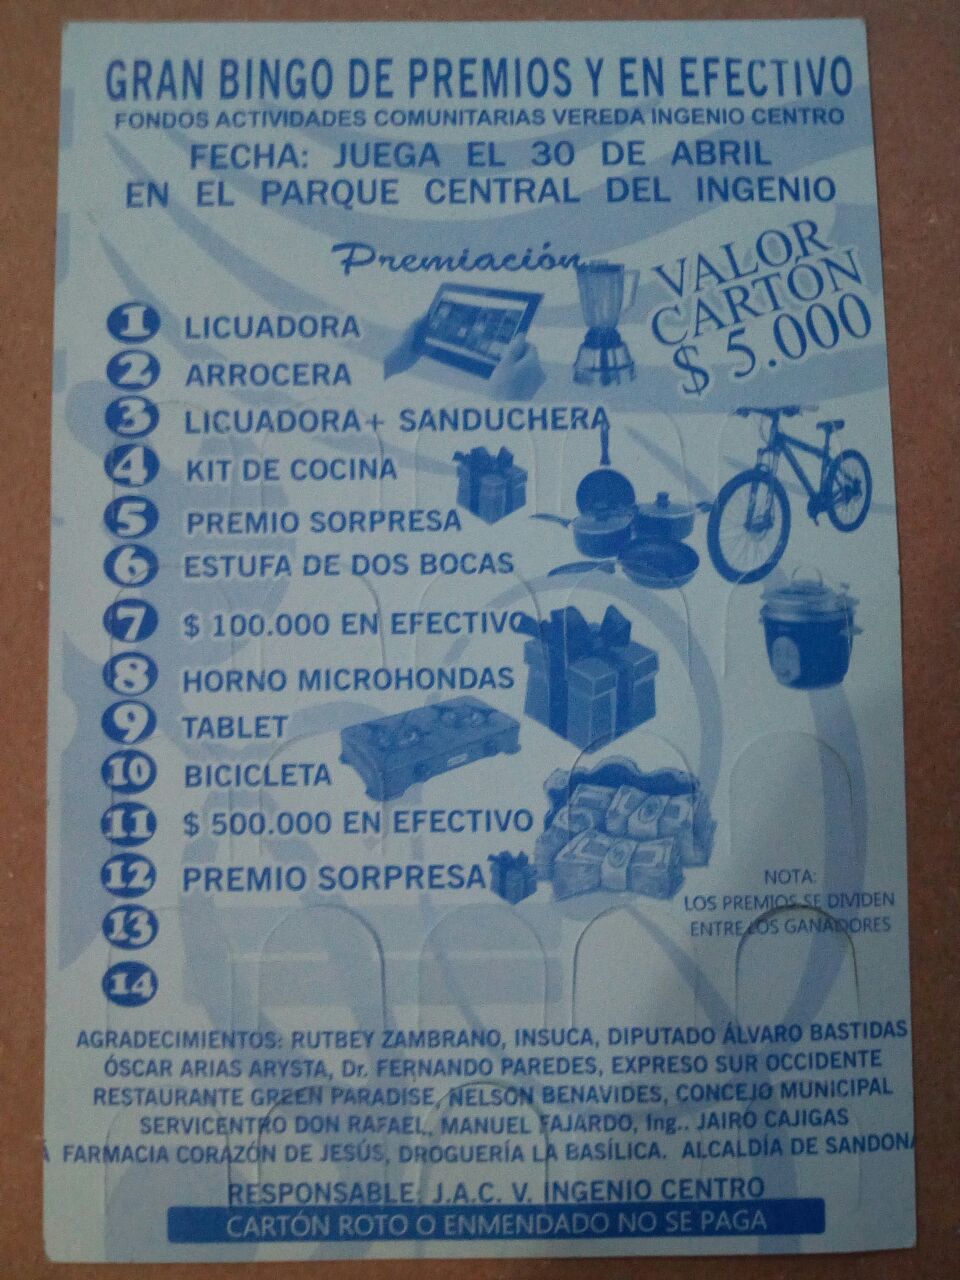 GRAN BINGO DE PREMIOS Y EN EFECTIVO
FONDOS ACTIVIDADES COMUNITARIAS VEREDA INGENIO CENTRO
FECHA: JUEGA EL 30 DE ABRIL
EN EL PARQUE CENTRAL DEL INGENIO
Premiación
VALOR
CARTÓN
$ 5.000
1 LICUADORA
2 ARROCERA
3 LICUADORA+ SANDUCHERA
4 KIT DE COCINA
5 PREMIO SORPRESA
6 ESTUFA DE DOS BOCAS
7 $ 100.000 EN EFECTIVO
8 HORNO MICROHONDAS
9 TABLET
10 BICICLETA
11 $ 500.000 EN EFECTIVO
12 PREMIO SORPRESA
13
14
NOTA:
LOS PREMIOS SE DIVIDEN
ENTRE LOS GANADORES
AGRADECIMIENTOS: RUTBEY ZAMBRANO, INSUCA, DIPUTADO ÁLVARO BASTIDAS
ÓSCAR ARIAS ARYSTA, Dr. FERNANDO PAREDES, EXPRESO SUR OCCIDENTE
RESTAURANTE GREEN PARADISE, NELSON BENAVIDES, CONCEJO MUNICIPAL
SERVICENTRO DON RAFAEL, MANUEL FAJARDO, Ing.. JAIRO CAJIGAS
FARMACIA CORAZÓN DE JESÚS, DROGUERÍA LA BASÍLICA. ALCALDÍA DE SANDONÁ
RESPONSABLE: J.A.C. V. INGENIO CENTRO
CARTÓN ROTO O ENMENDADO NO SE PAGA